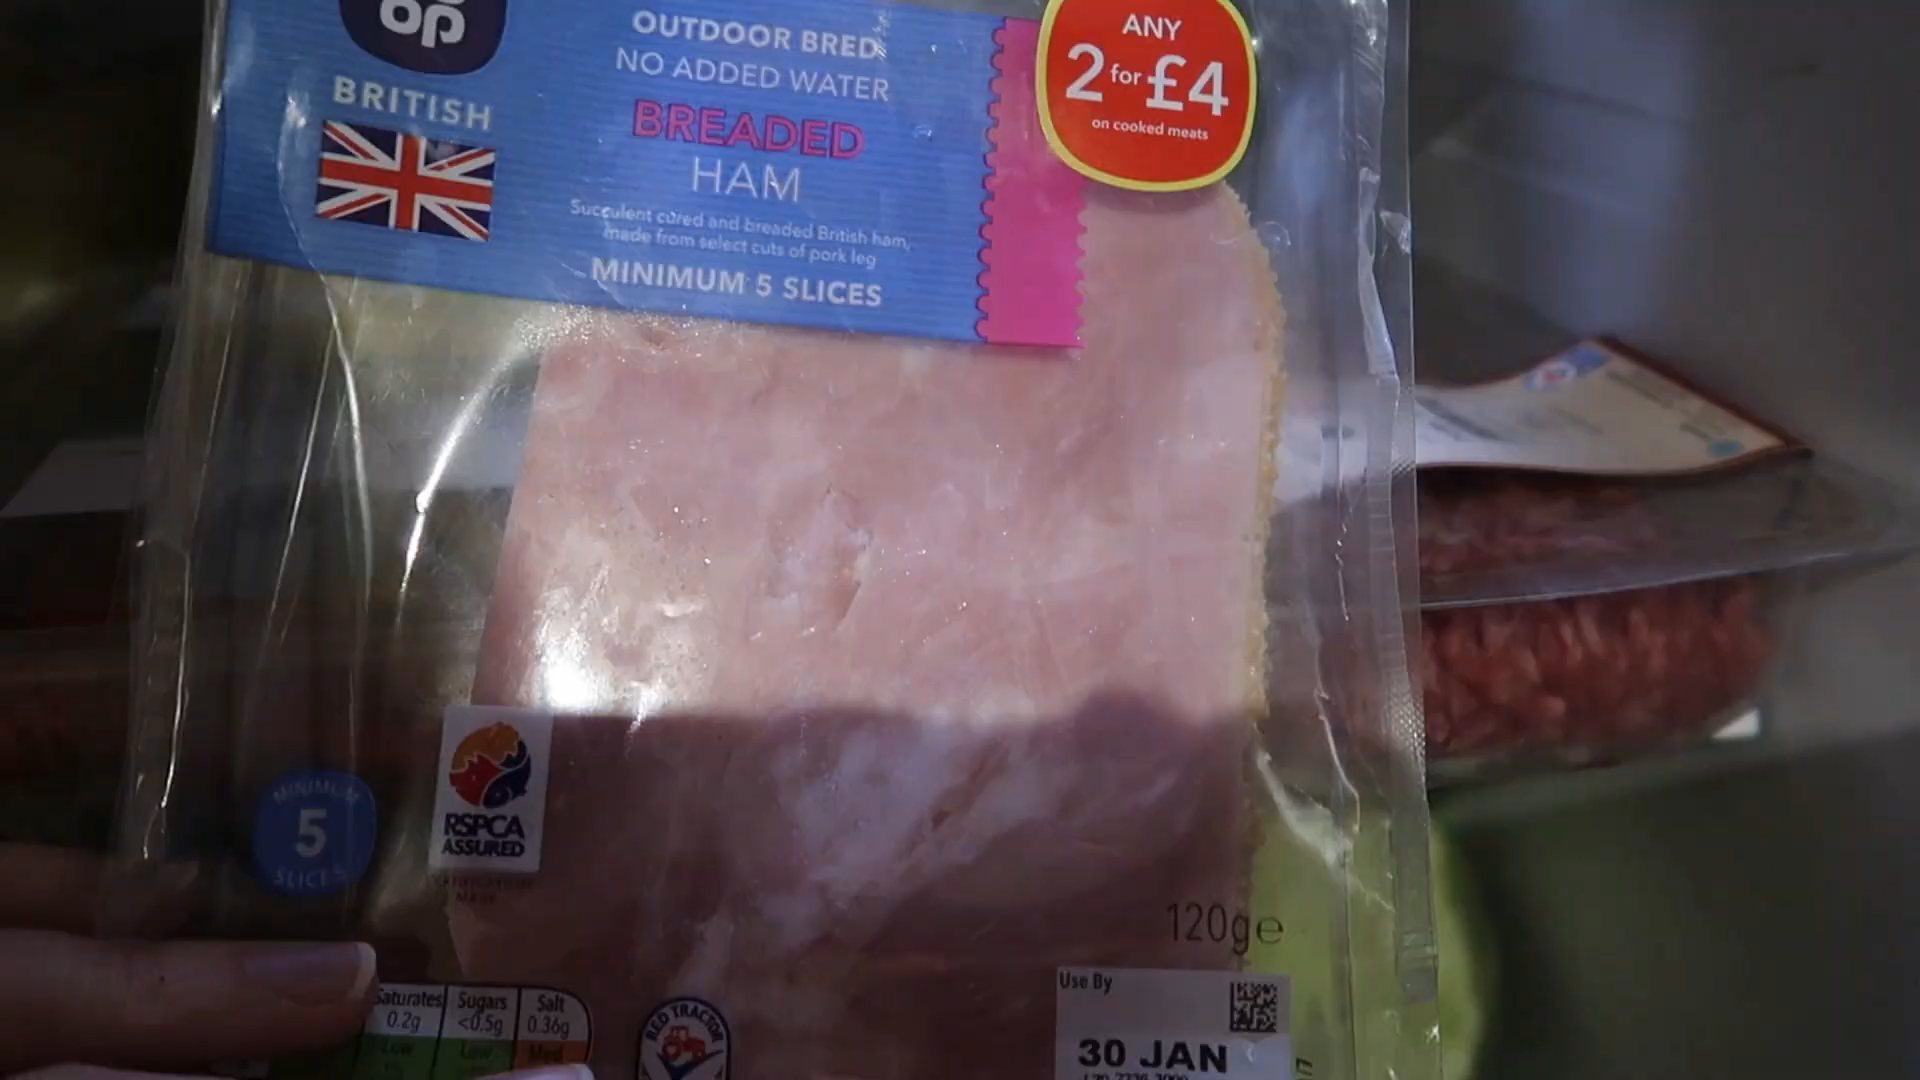 op
BRITISH
OUTDOOR BRED
NO ADDED WATER
BREADED
HAM
Succulent cured and breaded British ham,
made from select cuts of pork leg
MINIMUM 5 SLICES
ANY
2 for £4
on cooked meats
MINIMUM
5
SLICES
RSPCA
ASSURED
120g℮
Saturates Sugars Salt
0.2g <0.5g 0.36g
Low Low Med
RED TRACTOR
Use By
30 JAN